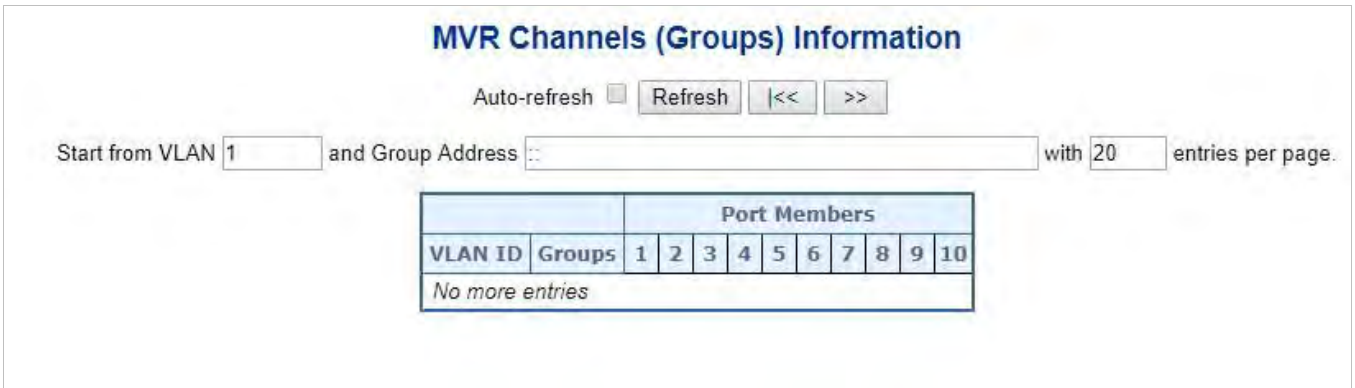 MVR Channels (Groups) Information
Auto-refresh Refresh |<< >>
Start from VLAN 1 and Group Address :: with 20 entries per page.
Port Members
VLAN ID Groups 1 2 3 4 5 6 7 8 9 10
No more entries